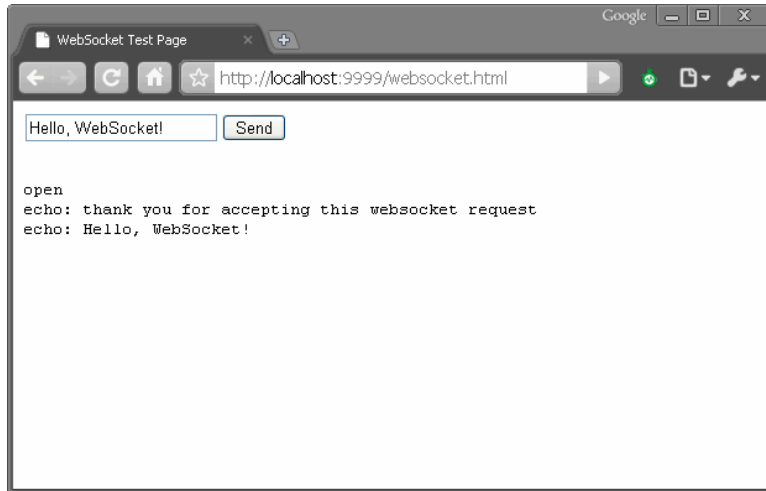 Google
WebSocket Test Page
http://localhost:9999/websocket.html
Hello, WebSocket! Send
open
echo: thank you for accepting this websocket request
echo: Hello, WebSocket!